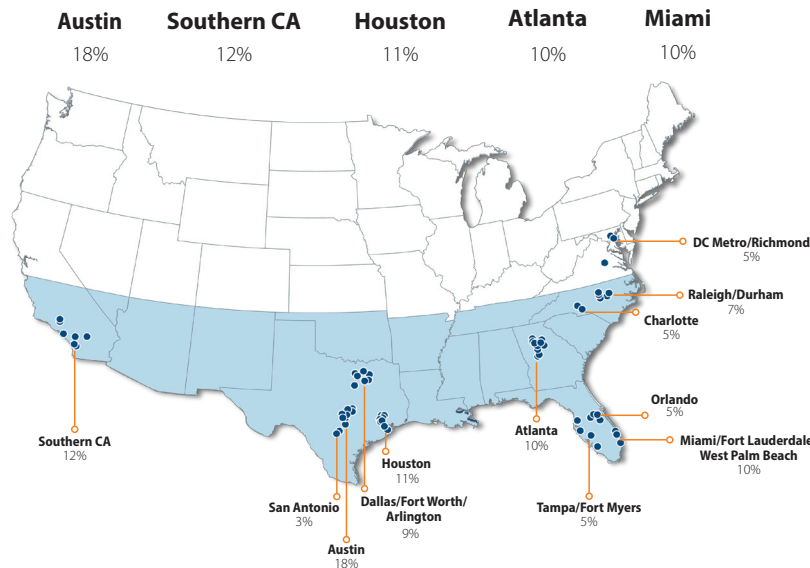 Austin
18%
Southern CA
12%
Houston
11%
Atlanta
10%
Miami
10%
DC Metro/Richmond
5%
Raleigh/Durham
7%
Charlotte
5%
Orlando
5%
Miami/Fort Lauderdale
West Palm Beach
10%
Tampa/Fort Myers
5%
Atlanta
10%
Houston
11%
Dallas/Fort Worth/
Arlington
9%
San Antonio
3%
Austin
18%
Southern CA
12%